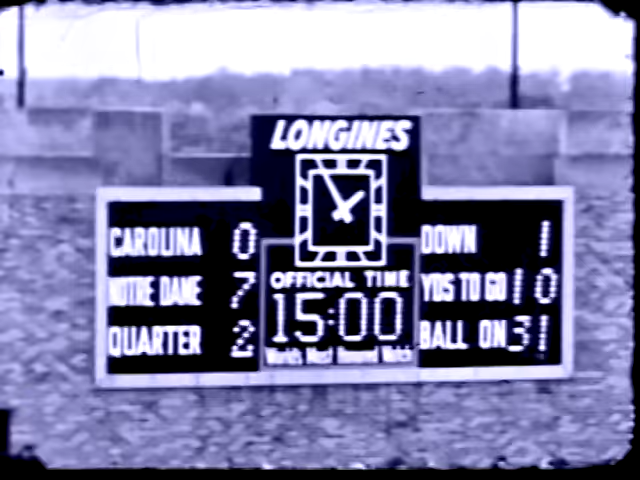 LONGINES
CAROLINA 0
NOTRE DAME 7
QUARTER 2
OFFICIAL TIME
15:00
World's Most Honored Watch
DOWN 1
YDS TO GO 10
BALL ON 31